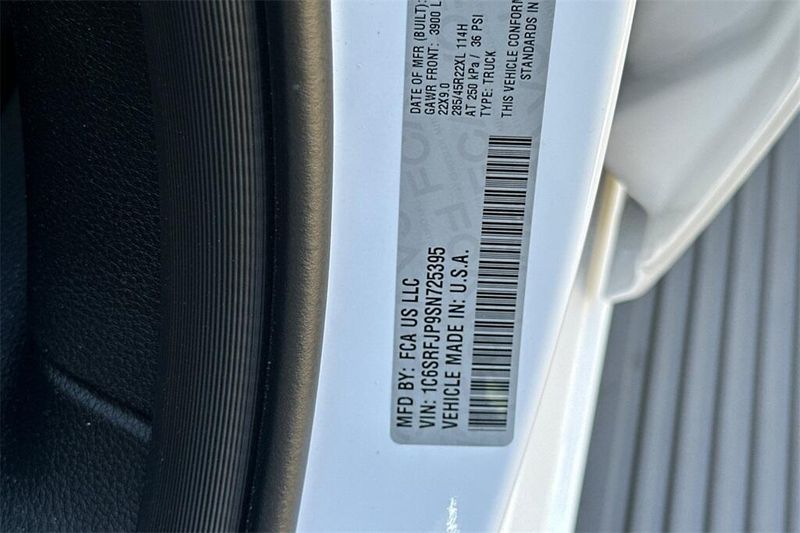 MFD BY: FCA US LLC
VIN: 1C6SRFJP9SN725395
VEHICLE MADE IN: U.S.A.
DATE OF MFR (BUILT):
GAWR FRONT: 3900 L
22X9.0
285/45R22XL 114H
AT 250 kPa / 36 PSI
TYPE: TRUCK
THIS VEHICLE CONFORM
STANDARDS IN